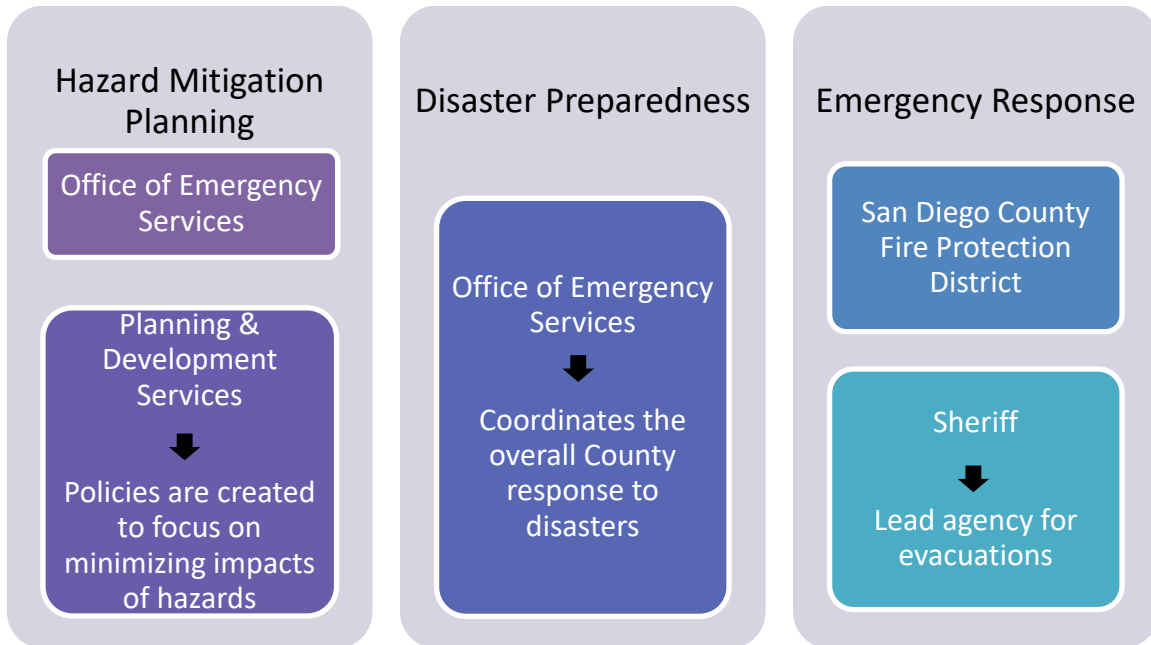 Hazard Mitigation
Planning
Office of Emergency
Services
Planning &
Development
Services
Policies are created
to focus on
minimizing impacts
of hazards
Disaster Preparedness
Office of Emergency
Services
Coordinates the
overall County
response to
disasters
Emergency Response
San Diego County
Fire Protection
District
Sheriff
Lead agency for
evacuations